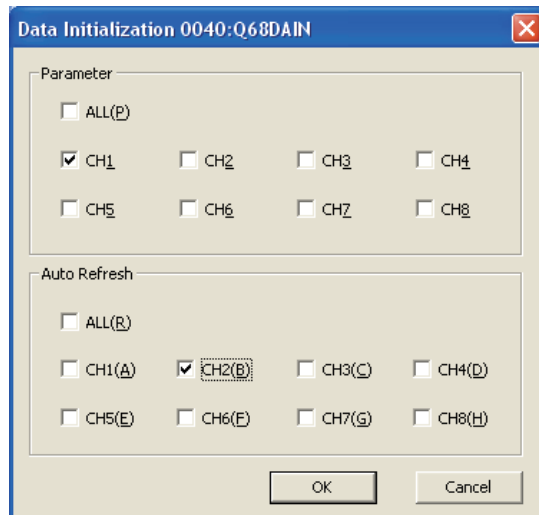 Data Initialization 0040:Q68DAIN
Parameter
ALL(P)
CH1 CH2 CH3 CH4
CH5 CH6 CH7 CH8
Auto Refresh
ALL(R)
CH1(A) CH2(B) CH3(C) CH4(D)
CH5(E) CH6(F) CH7(G) CH8(H)
OK Cancel